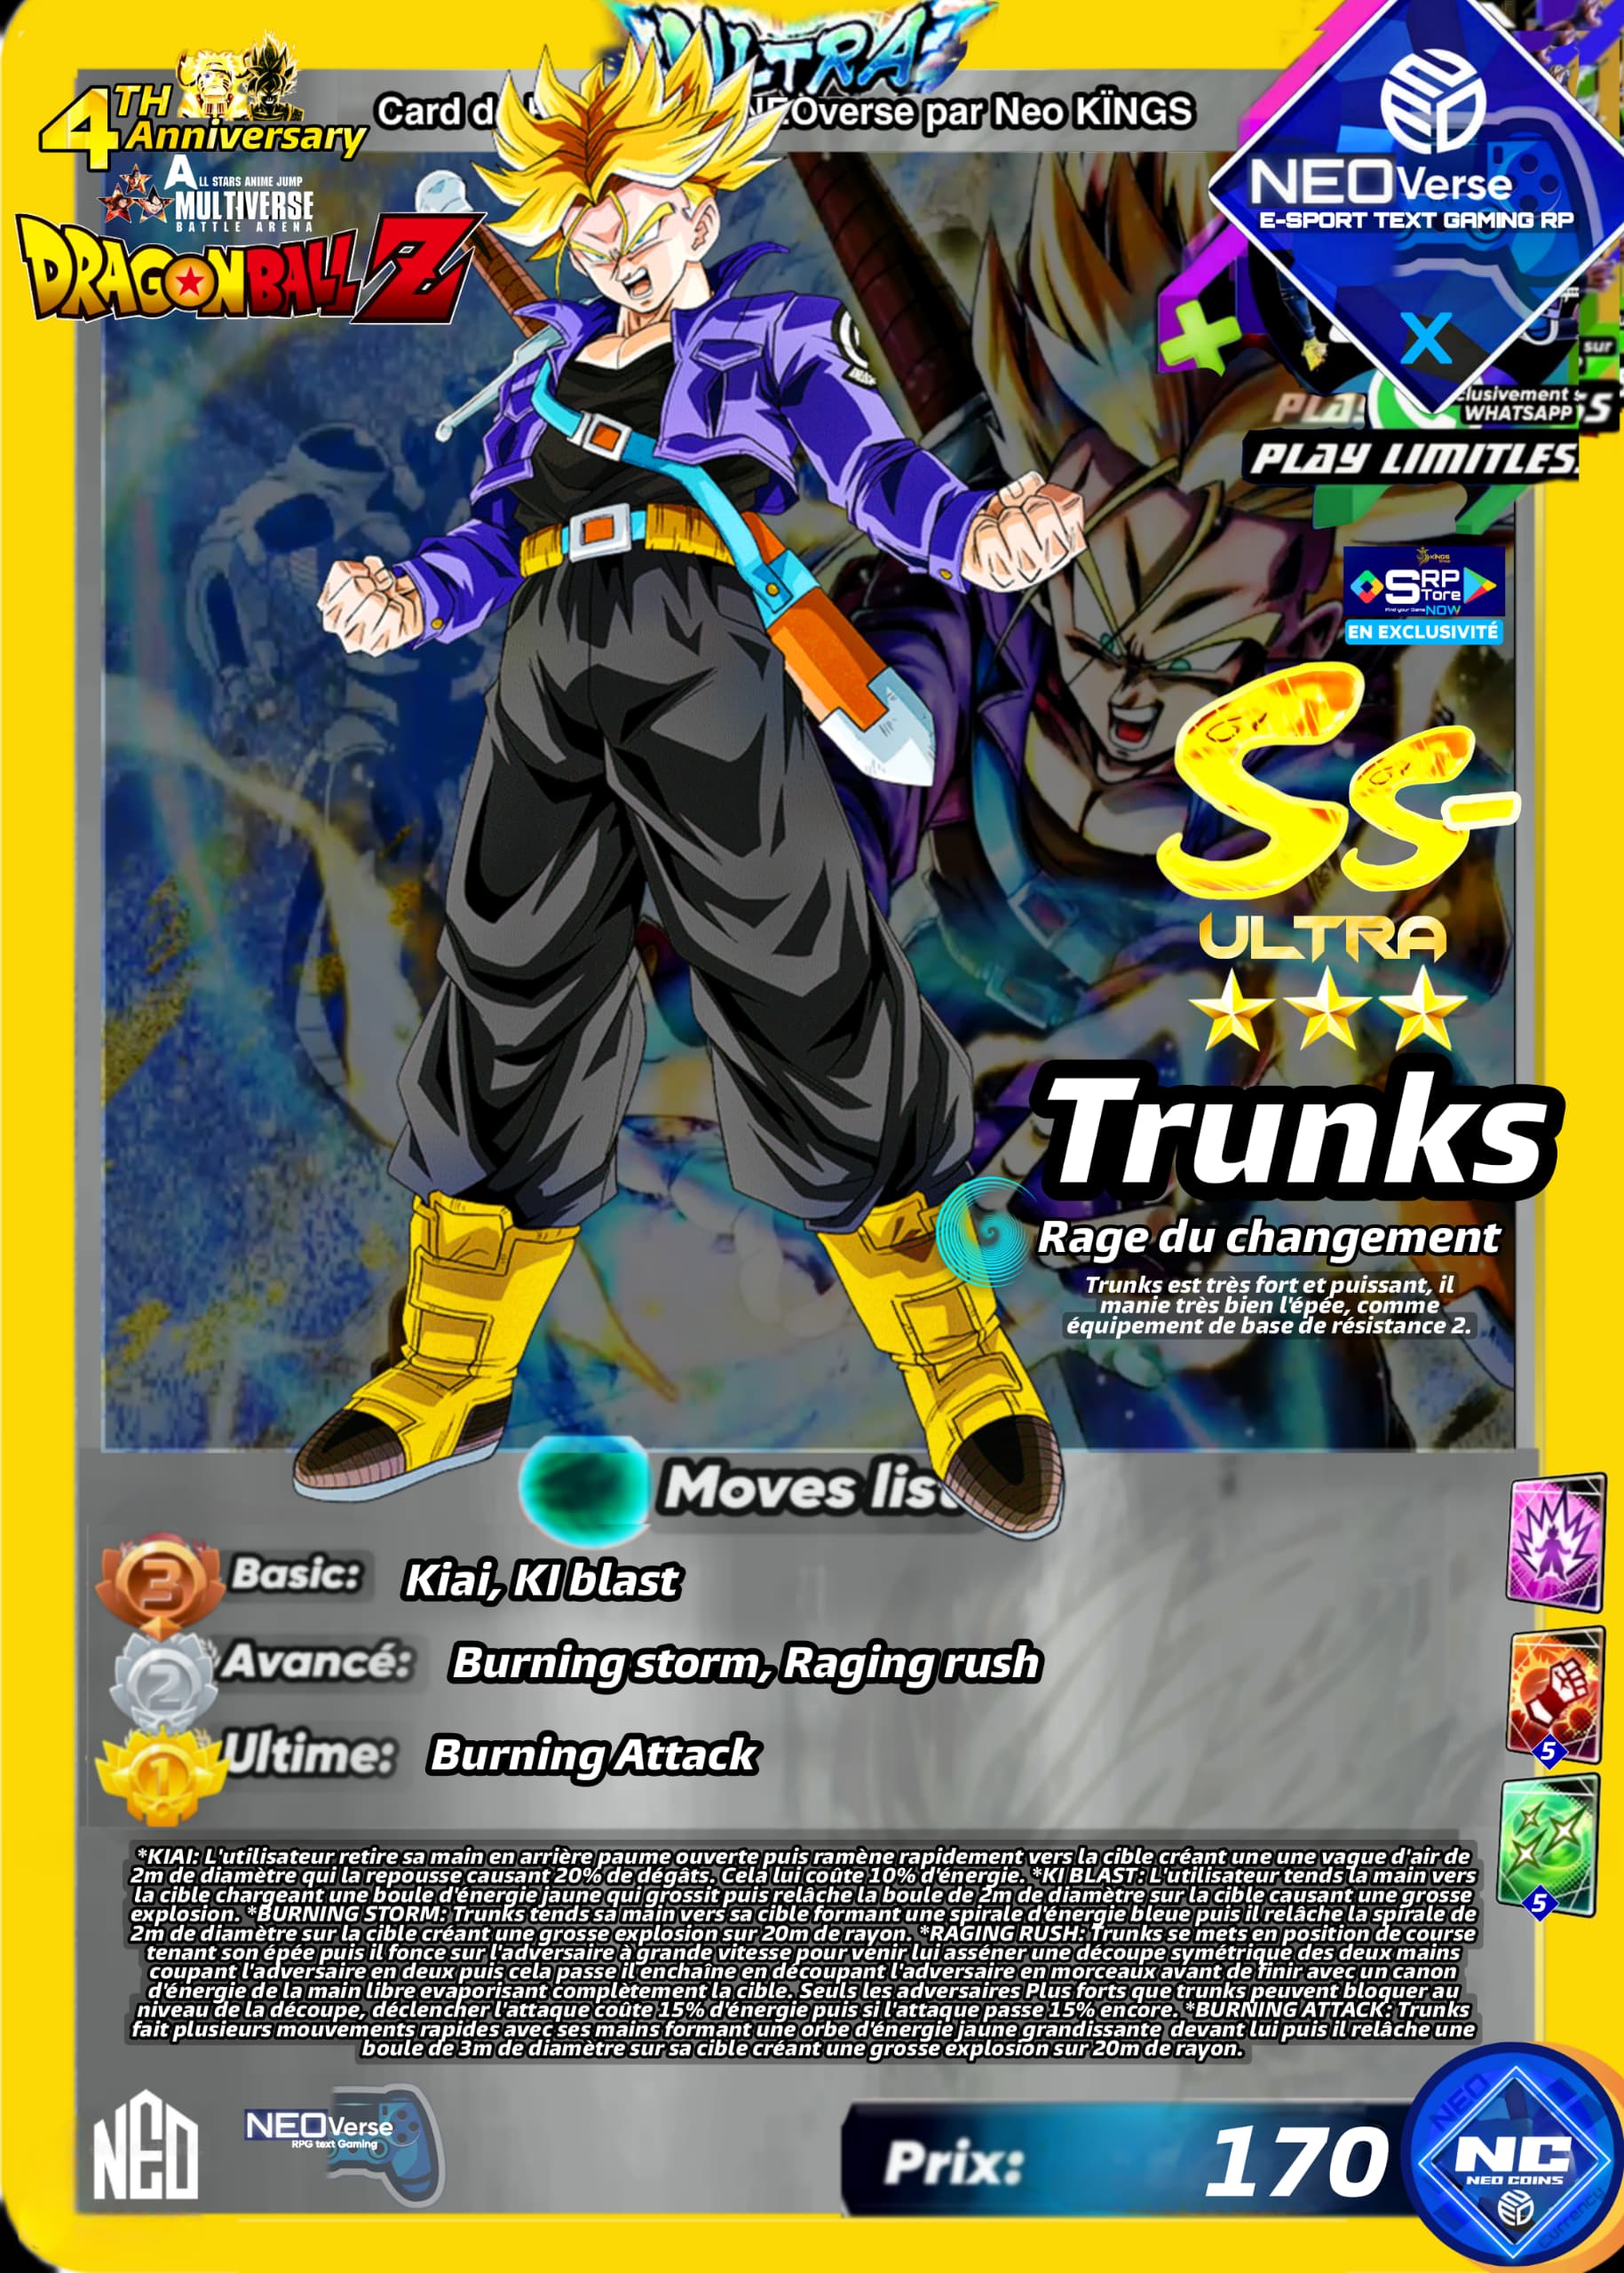 ULTRA
4TH
Anniversary
Card d
NEOverse par Neo KÏNGS
ALL STARS ANIME JUMP
MULTIVERSE
BATTLE ARENA
DRAGONBALL Z
NEOVerse
E-SPORT TEXT GAMING RP
X
sur
clusivement
WHATSAPP
PLAY LIMITLES
SRP
Store
Find your Game NOW
EN EXCLUSIVITÉ
Ss-
ULTRA
Trunks
Rage du changement
Trunks est très fort et puissant, il
manie très bien l'épée, comme
équipement de base de résistance 2.
Moves list
3 Basic: Kiai, KI blast
2 Avancé: Burning storm, Raging rush
1 Ultime: Burning Attack
5
5
*KIAI: L'utilisateur retire sa main en arrière paume ouverte puis ramène rapidement vers la cible créant une une vague d'air de
2m de diamètre qui la repousse causant 20% de dégâts. Cela lui coûte 10% d'énergie. *KI BLAST: L'utilisateur tends la main vers
la cible chargeant une boule d'énergie jaune qui grossit puis relâche la boule de 2m de diamètre sur la cible causant une grosse
explosion. *BURNING STORM: Trunks tends sa main vers sa cible formant une spirale d'énergie bleue puis il relâche la spirale de
2m de diamètre sur la cible créant une grosse explosion sur 20m de rayon. *RAGING RUSH: Trunks se mets en position de course
tenant son épée puis il fonce sur l'adversaire à grande vitesse pour venir lui asséner une découpe symétrique des deux mains
coupant l'adversaire en deux puis cela passe il enchaîne en découpant l'adversaire en morceaux avant de finir avec un canon
d'énergie de la main libre evaporisant complètement la cible. Seuls les adversaires Plus forts que trunks peuvent bloquer au
niveau de la découpe, déclencher l'attaque coûte 15% d'énergie puis si l'attaque passe 15% encore. *BURNING ATTACK: Trunks
fait plusieurs mouvements rapides avec ses mains formant une orbe d'énergie jaune grandissante devant lui puis il relâche une
boule de 3m de diamètre sur sa cible créant une grosse explosion sur 20m de rayon.
NEO
NEOVerse
RPG text Gaming
Prix: 170
NC
NEO COINS